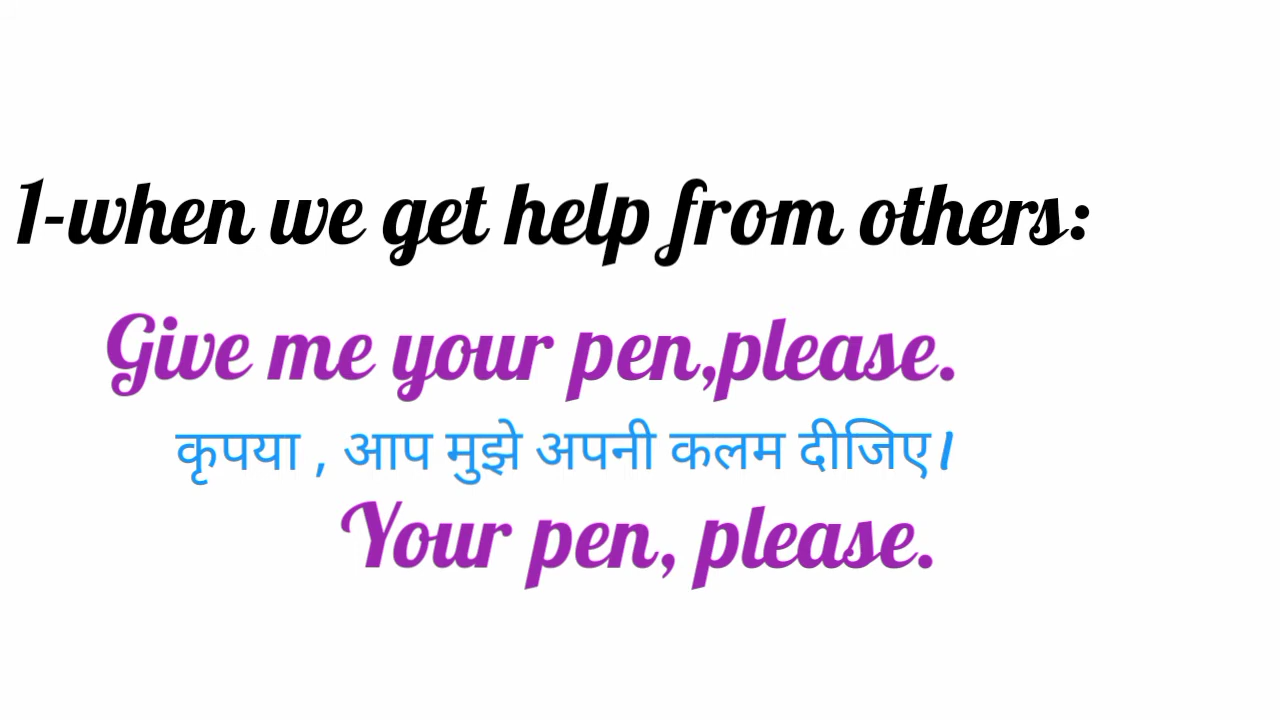 1-when we get help from others:
Give me your pen,please.
कृपया , आप मुझे अपनी कलम दीजिए।
Your pen, please.